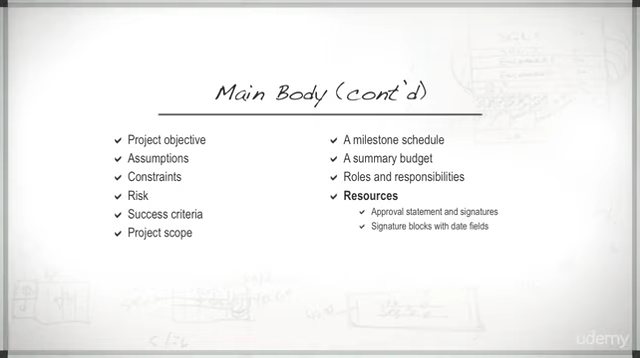 Main Body (cont'd)
Project objective
Assumptions
Constraints
Risk
Success criteria
Project scope
A milestone schedule
A summary budget
Roles and responsibilities
Resources
Approval statement and signatures
Signature blocks with date fields
udemy